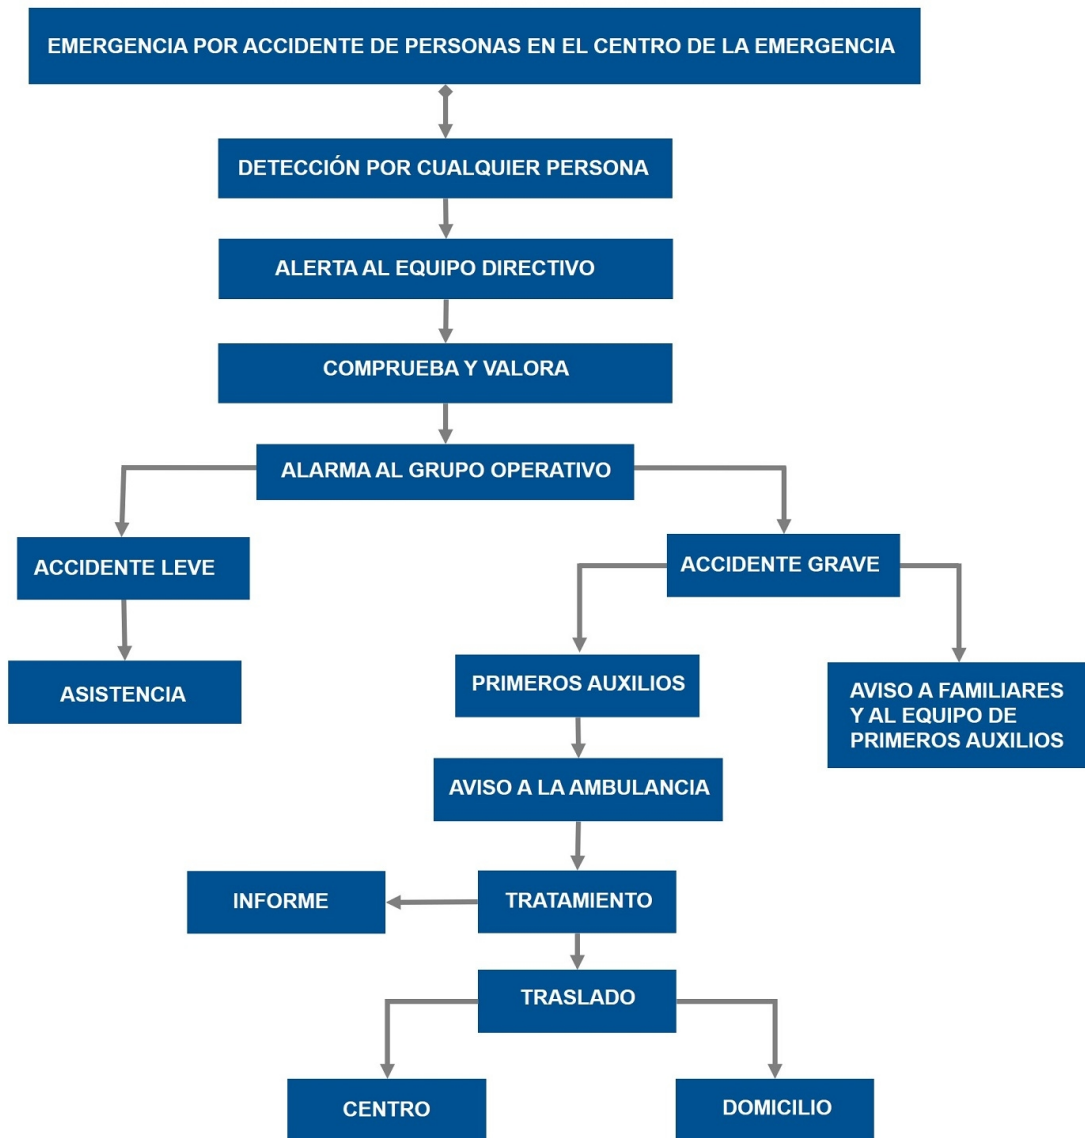 EMERGENCIA POR ACCIDENTE DE PERSONAS EN EL CENTRO DE LA EMERGENCIA
DETECCIÓN POR CUALQUIER PERSONA
ALERTA AL EQUIPO DIRECTIVO
COMPRUEBA Y VALORA
ALARMA AL GRUPO OPERATIVO
ACCIDENTE LEVE
ACCIDENTE GRAVE
ASISTENCIA
PRIMEROS AUXILIOS
AVISO A FAMILIARES
Y AL EQUIPO DE
PRIMEROS AUXILIOS
AVISO A LA AMBULANCIA
INFORME
TRATAMIENTO
TRASLADO
CENTRO
DOMICILIO